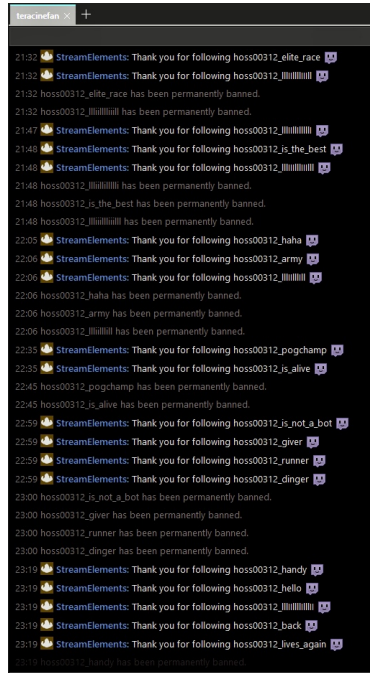 teracinefan × +
21:32 StreamElements: Thank you for following hoss00312_elite_race
21:32 StreamElements: Thank you for following
21:32 hoss00312_elite_race has been permanently banned.
21:32 has been permanently banned.
21:47 StreamElements: Thank you for following
21:48 StreamElements: Thank you for following hoss00312_is_the_best
21:48 StreamElements: Thank you for following
21:48 has been permanently banned.
21:48 hoss00312_is_the_best has been permanently banned.
21:48 has been permanently banned.
22:05 StreamElements: Thank you for following hoss00312_haha
22:06 StreamElements: Thank you for following hoss00312_army
22:06 StreamElements: Thank you for following
22:06 hoss00312_haha has been permanently banned.
22:06 hoss00312_army has been permanently banned.
22:06 has been permanently banned.
22:35 StreamElements: Thank you for following hoss00312_pogchamp
22:35 StreamElements: Thank you for following hoss00312_is_alive
22:45 hoss00312_pogchamp has been permanently banned.
22:45 hoss00312_is_alive has been permanently banned.
22:59 StreamElements: Thank you for following hoss00312_is_not_a_bot
22:59 StreamElements: Thank you for following hoss00312_giver
22:59 StreamElements: Thank you for following hoss00312_runner
22:59 StreamElements: Thank you for following hoss00312_dinger
23:00 hoss00312_is_not_a_bot has been permanently banned.
23:00 hoss00312_giver has been permanently banned.
23:00 hoss00312_runner has been permanently banned.
23:00 hoss00312_dinger has been permanently banned.
23:19 StreamElements: Thank you for following hoss00312_handy
23:19 StreamElements: Thank you for following hoss00312_hello
23:19 StreamElements: Thank you for following
23:19 StreamElements: Thank you for following hoss00312_back
23:19 StreamElements: Thank you for following hoss00312_lives_again
23:19 hoss00312_handy has been permanently banned.